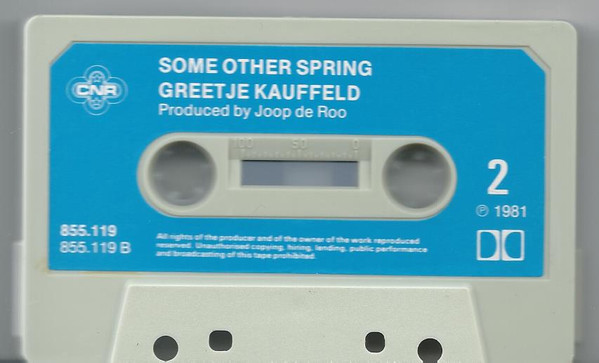 SOME OTHER SPRING
GREETJE KAUFFELD
Produced by Joop de Roo
CNR
100 50 0
2
℗ 1981
855.119
855.119 B
All rights of the producer and of the owner of the work reproduced
reserved. Unauthorised copying, hiring, lending, public performance
and broadcasting of this tape prohibited.